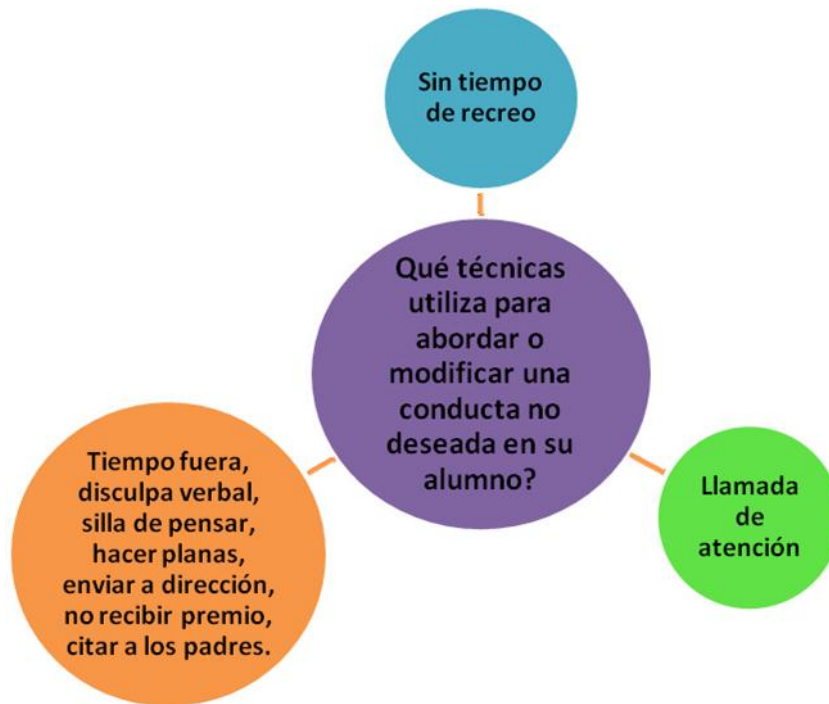 Sin tiempo
de recreo
Qué técnicas
utiliza para
abordar o
modificar una
conducta no
deseada en su
alumno?
Tiempo fuera,
disculpa verbal,
silla de pensar,
hacer planas,
enviar a dirección,
no recibir premio,
citar a los padres.
Llamada
de
atención